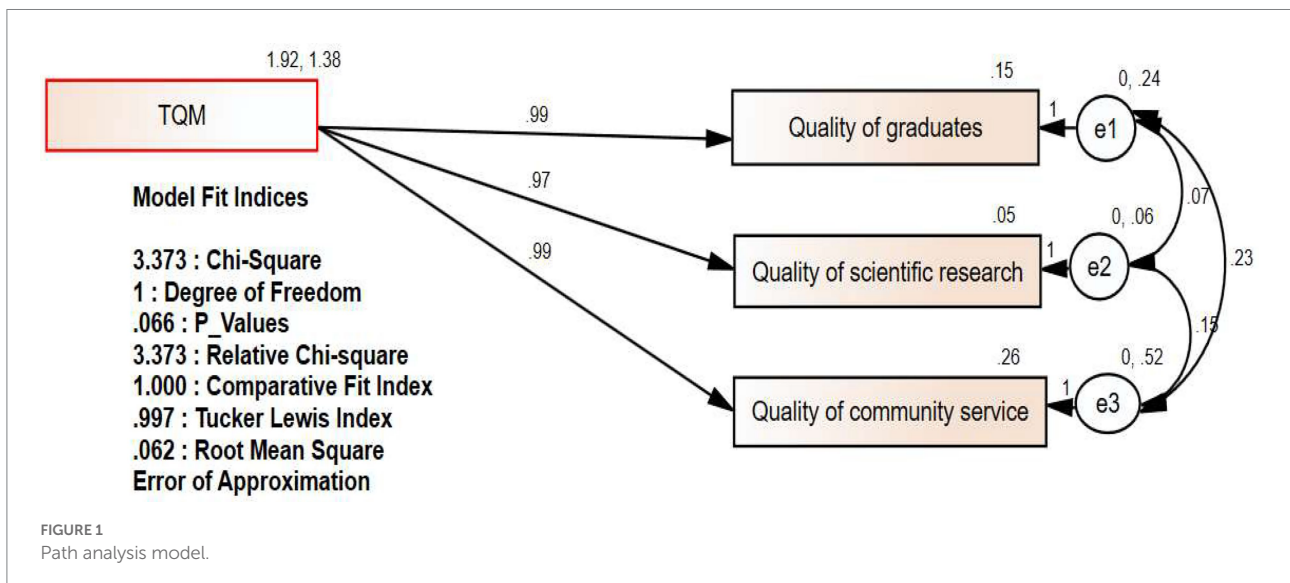 1.92, 1.38
TQM
.99
.97
.99
.15
Quality of graduates
1
e1
0, .24
.05
Quality of scientific research
1
e2
0, .06
.26
Quality of community service
1
e3
0, .52
.07
.15
.23
Model Fit Indices
3.373 : Chi-Square
1 : Degree of Freedom
.066 : P_Values
3.373 : Relative Chi-square
1.000 : Comparative Fit Index
.997 : Tucker Lewis Index
.062 : Root Mean Square
Error of Approximation
FIGURE 1
Path analysis model.